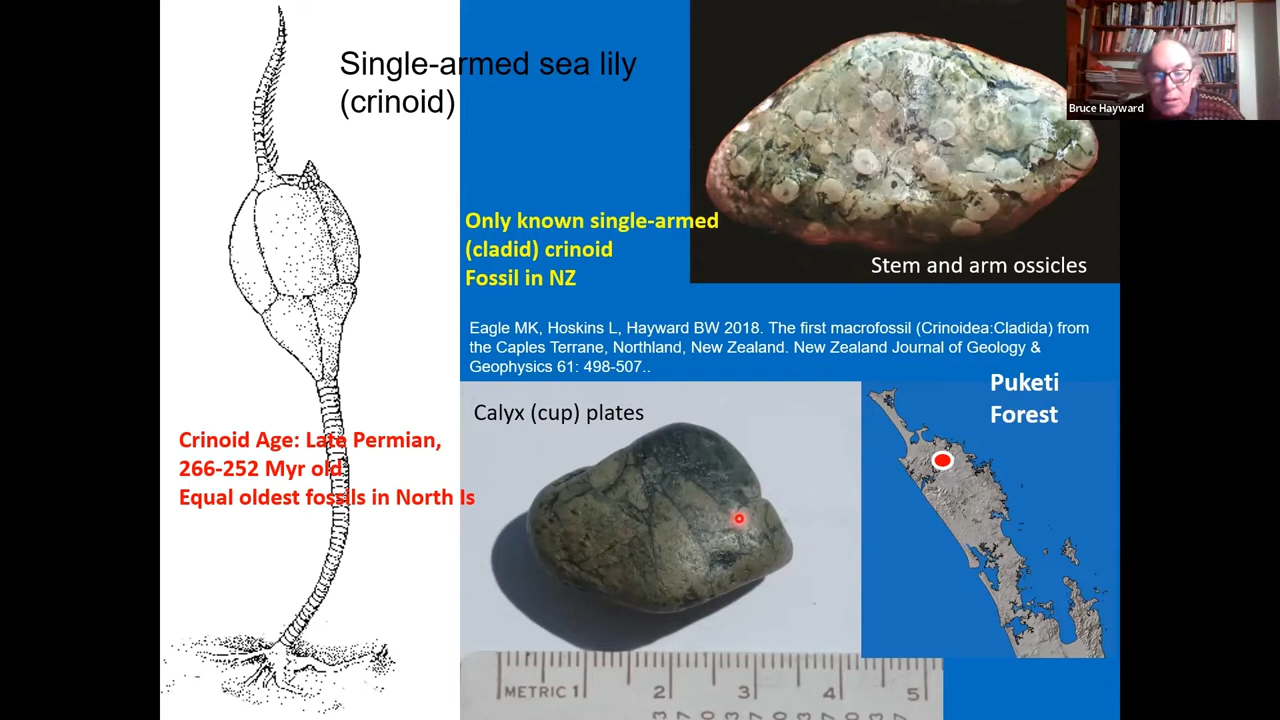 Single-armed sea lily
(crinoid)
Bruce Hayward
Only known single-armed
(cladid) crinoid
Fossil in NZ
Stem and arm ossicles
Eagle MK, Hoskins L, Hayward BW 2018. The first macrofossil (Crinoidea:Cladida) from
the Caples Terrane, Northland, New Zealand. New Zealand Journal of Geology &
Geophysics 61: 498-507..
Puketi
Forest
Calyx (cup) plates
Crinoid Age: Late Permian,
266-252 Myr old
Equal oldest fossils in North Is
METRIC 1 2 3 4 5